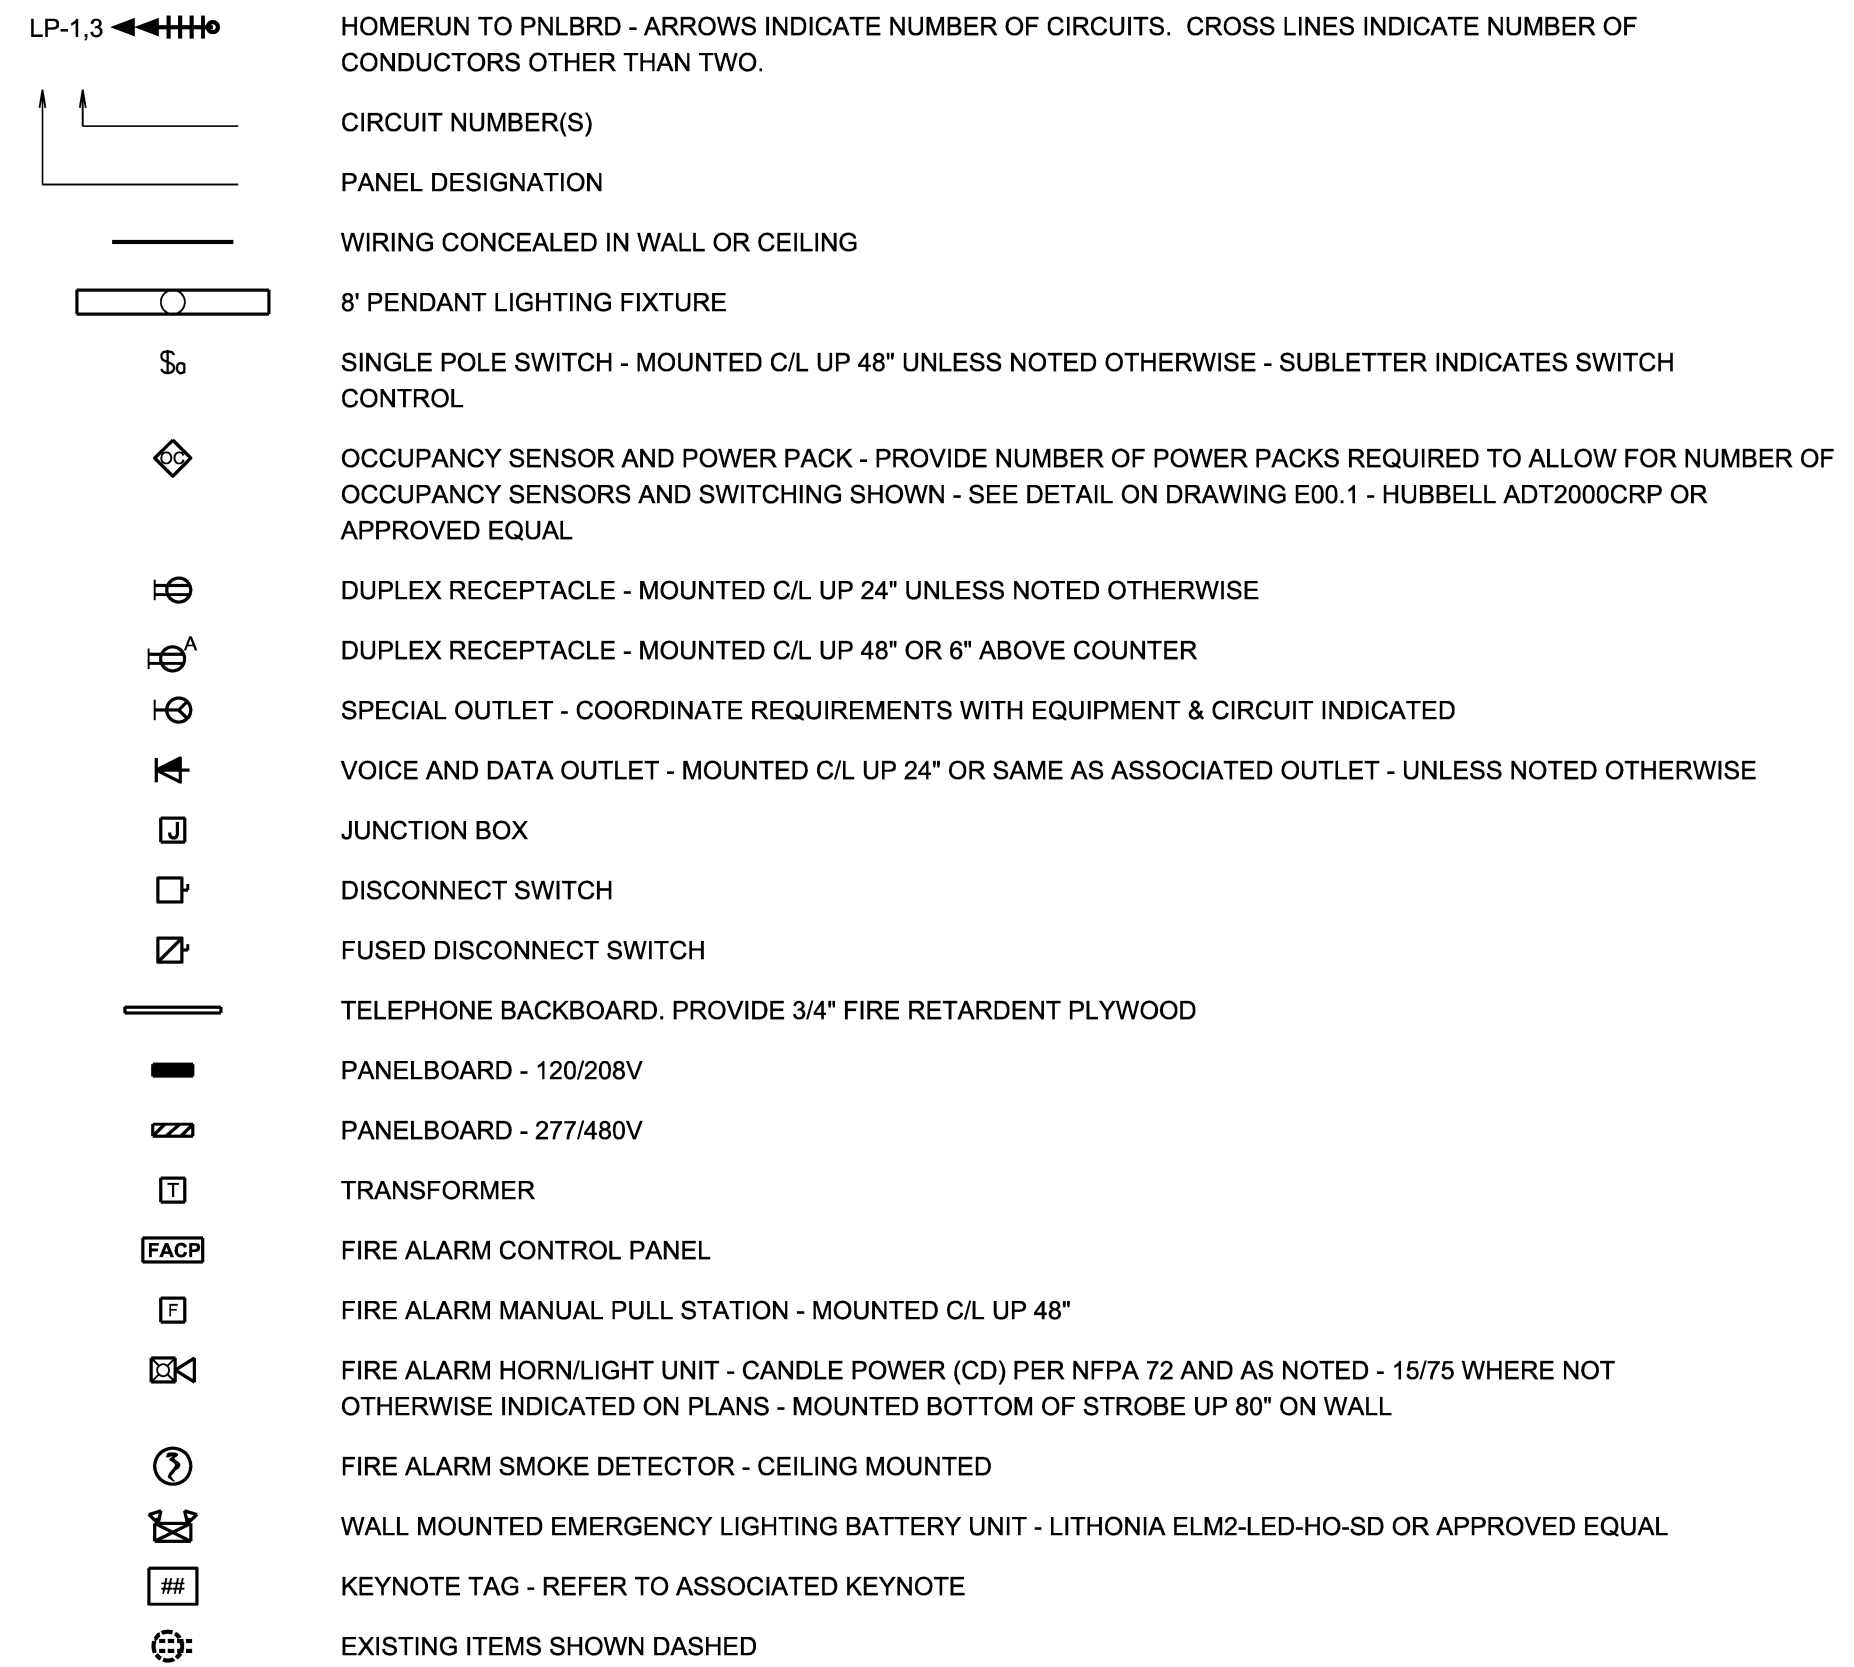 LP-1,3 HOMERUN TO PNLBRD - ARROWS INDICATE NUMBER OF CIRCUITS.  CROSS LINES INDICATE NUMBER OF
CONDUCTORS OTHER THAN TWO.
CIRCUIT NUMBER(S)
PANEL DESIGNATION
WIRING CONCEALED IN WALL OR CEILING
8' PENDANT LIGHTING FIXTURE
$a SINGLE POLE SWITCH - MOUNTED C/L UP 48" UNLESS NOTED OTHERWISE - SUBLETTER INDICATES SWITCH
CONTROL
OC OCCUPANCY SENSOR AND POWER PACK - PROVIDE NUMBER OF POWER PACKS REQUIRED TO ALLOW FOR NUMBER OF
OCCUPANCY SENSORS AND SWITCHING SHOWN - SEE DETAIL ON DRAWING E00.1 - HUBBELL ADT2000CRP OR
APPROVED EQUAL
DUPLEX RECEPTACLE - MOUNTED C/L UP 24" UNLESS NOTED OTHERWISE
A DUPLEX RECEPTACLE - MOUNTED C/L UP 48" OR 6" ABOVE COUNTER
SPECIAL OUTLET - COORDINATE REQUIREMENTS WITH EQUIPMENT & CIRCUIT INDICATED
VOICE AND DATA OUTLET - MOUNTED C/L UP 24" OR SAME AS ASSOCIATED OUTLET - UNLESS NOTED OTHERWISE
J JUNCTION BOX
DISCONNECT SWITCH
FUSED DISCONNECT SWITCH
TELEPHONE BACKBOARD. PROVIDE 3/4" FIRE RETARDENT PLYWOOD
PANELBOARD - 120/208V
PANELBOARD - 277/480V
T TRANSFORMER
FACP FIRE ALARM CONTROL PANEL
F FIRE ALARM MANUAL PULL STATION - MOUNTED C/L UP 48"
FIRE ALARM HORN/LIGHT UNIT - CANDLE POWER (CD) PER NFPA 72 AND AS NOTED - 15/75 WHERE NOT
OTHERWISE INDICATED ON PLANS - MOUNTED BOTTOM OF STROBE UP 80" ON WALL
FIRE ALARM SMOKE DETECTOR - CEILING MOUNTED
WALL MOUNTED EMERGENCY LIGHTING BATTERY UNIT - LITHONIA ELM2-LED-HO-SD OR APPROVED EQUAL
## KEYNOTE TAG - REFER TO ASSOCIATED KEYNOTE
EXISTING ITEMS SHOWN DASHED